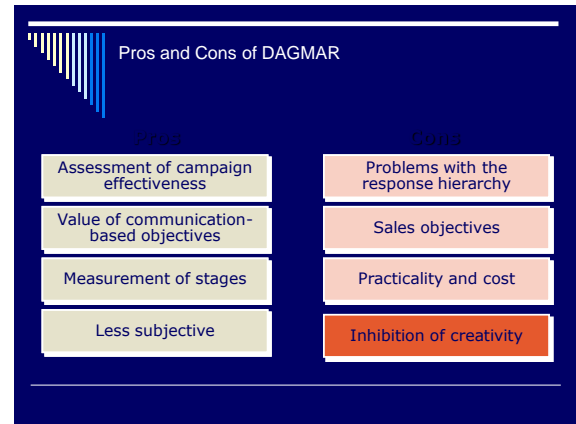 Pros and Cons of DAGMAR
Pros
Assessment of campaign
effectiveness
Value of communication-
based objectives
Measurement of stages
Less subjective
Cons
Problems with the
response hierarchy
Sales objectives
Practicality and cost
Inhibition of creativity